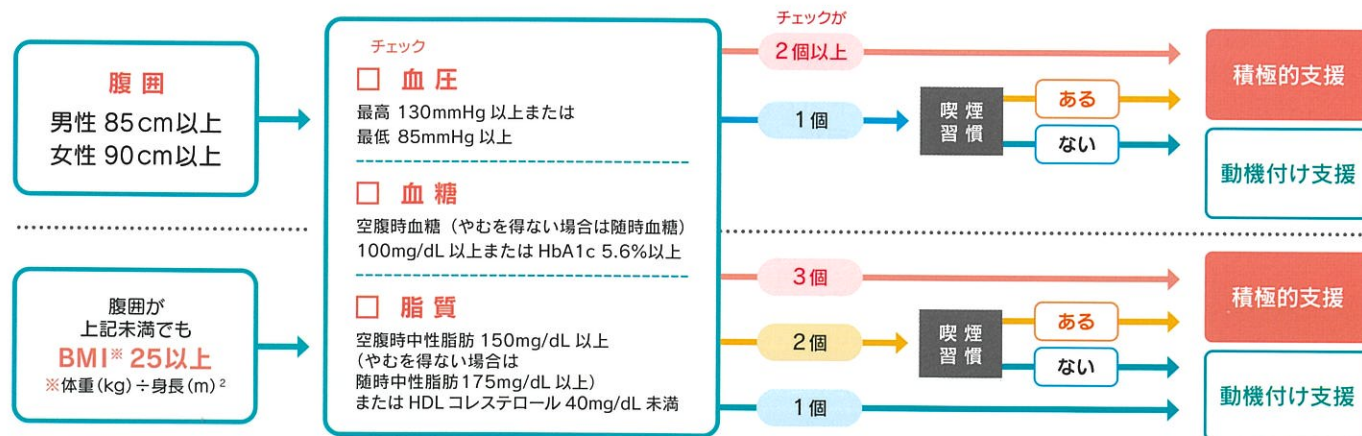 腹囲
男性 85cm以上
女性 90cm以上
腹囲が
上記未満でも
BMI※ 25以上
※体重(kg)÷身長(m)²
チェック
□ 血圧
最高 130mmHg 以上または
最低 85mmHg 以上
□ 血糖
空腹時血糖（やむを得ない場合は随時血糖）
100mg/dL 以上または HbA1c 5.6%以上
□ 脂質
空腹時中性脂肪 150mg/dL 以上
(やむを得ない場合は
随時中性脂肪175mg/dL 以上)
または HDL コレステロール 40mg/dL 未満
チェックが
2個以上
1個
喫煙
習慣
ある
ない
積極的支援
動機付け支援
3個
2個
1個
喫煙
習慣
ある
ない
積極的支援
動機付け支援